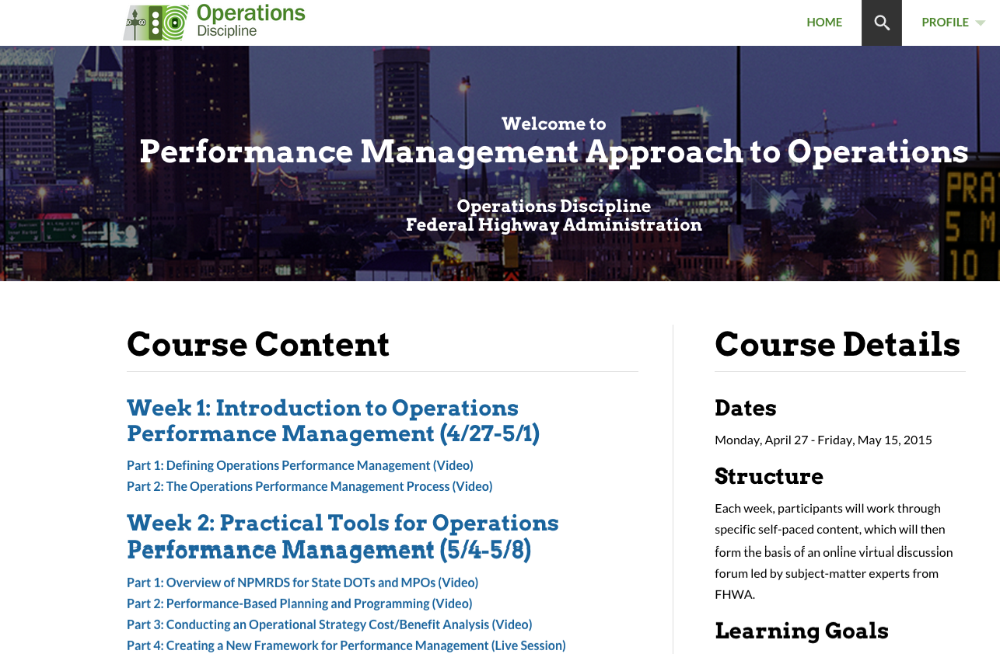 Operations
Discipline
HOME
PROFILE
Welcome to
Performance Management Approach to Operations
Operations Discipline
Federal Highway Administration
PRA
5 M
10
Course Content
Week 1: Introduction to Operations
Performance Management (4/27-5/1)
Part 1: Defining Operations Performance Management (Video)
Part 2: The Operations Performance Management Process (Video)
Week 2: Practical Tools for Operations
Performance Management (5/4-5/8)
Part 1: Overview of NPMRDS for State DOTs and MPOs (Video)
Part 2: Performance-Based Planning and Programming (Video)
Part 3: Conducting an Operational Strategy Cost/Benefit Analysis (Video)
Part 4: Creating a New Framework for Performance Management (Live Session)
Course Details
Dates
Monday, April 27 - Friday, May 15, 2015
Structure
Each week, participants will work through
specific self-paced content, which will then
form the basis of an online virtual discussion
forum led by subject-matter experts from
FHWA.
Learning Goals